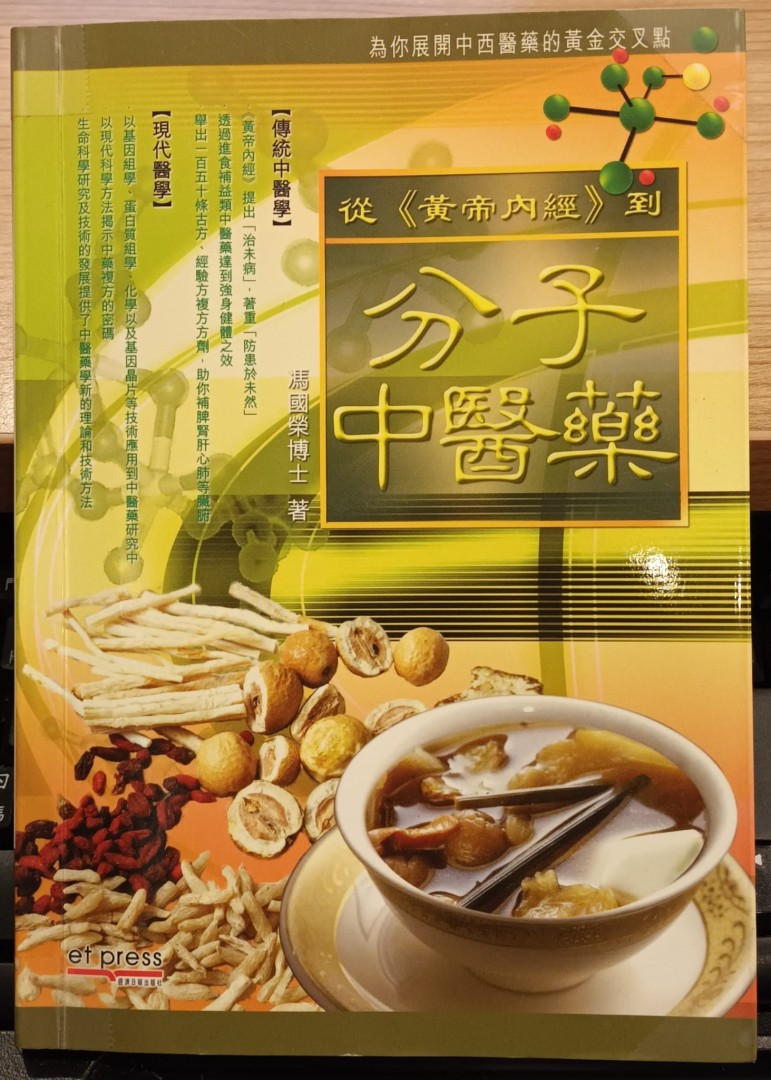 為你展開中西醫藥的黃金交叉點
從《黃帝內經》到
分子
中醫藥
馮國榮博士 著
【傳統中醫學】
．《黃帝內經》提出「治未病」，著重「防患於未然」
．透過進食補益類中醫藥達到強身健體之效
．舉出一百五十條古方、經驗方複方方劑，助你補脾腎肝心肺等臟腑
【現代醫學】
．以基因組學、蛋白質組學、化學以及基因晶片等技術應用到中醫藥研究中
．以現代科學方法揭示中藥複方的密碼
．生命科學研究及技術的發展提供了中醫藥學新的理論和技術方法
et press
經濟日報出版社